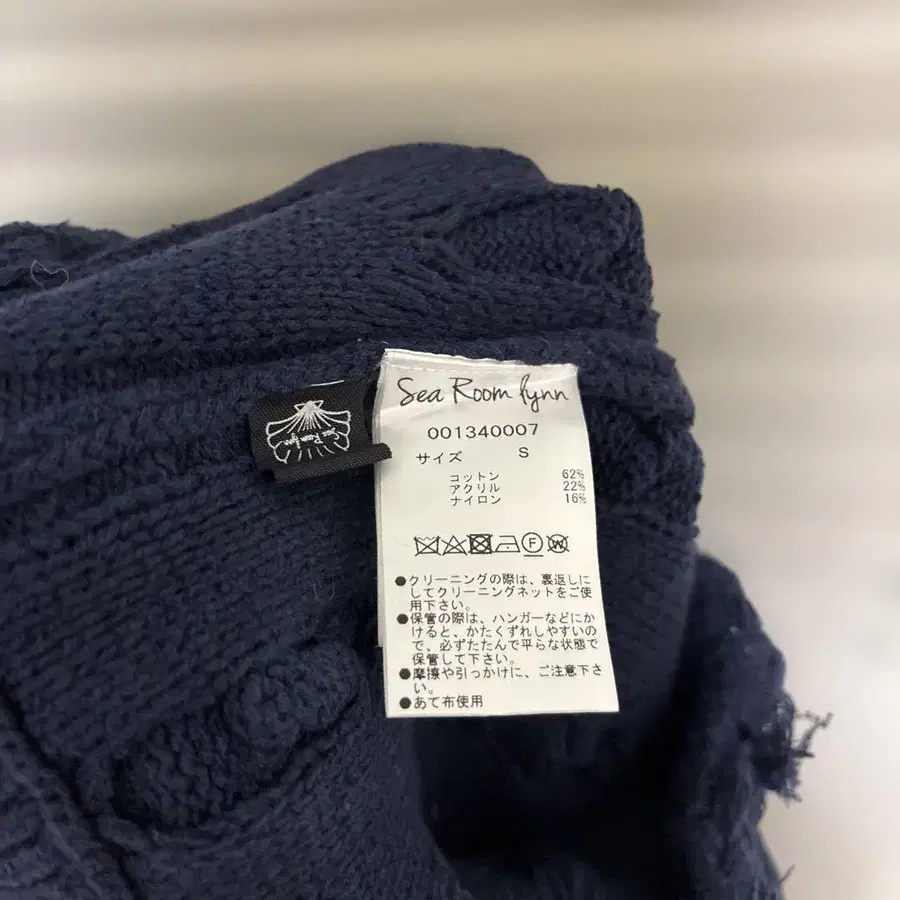 Sea Room lynn
Sea Room lynn
001340007
サイズ S
コットン 62%
アクリル 22%
ナイロン 16%
●クリーニングの際は、裏返しに
してクリーニングネットをご使
用下さい。
●保管の際は、ハンガーなどにか
けると、かたくずれしやすいの
で、必ずたたんで平らな状態で
保管して下さい。
●摩擦や引っかけに、ご注意下さ
い。
●あて布使用